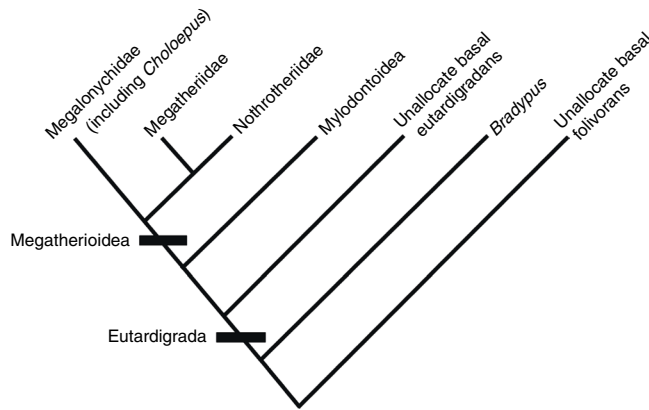 Megalonychidae
(including Choloepus)
Megatheriidae
Nothrotheriidae
Mylodontoidea
Unallocate basal
eutardigradans
Bradypus
Unallocate basal
folivorans
Megatherioidea
Eutardigrada